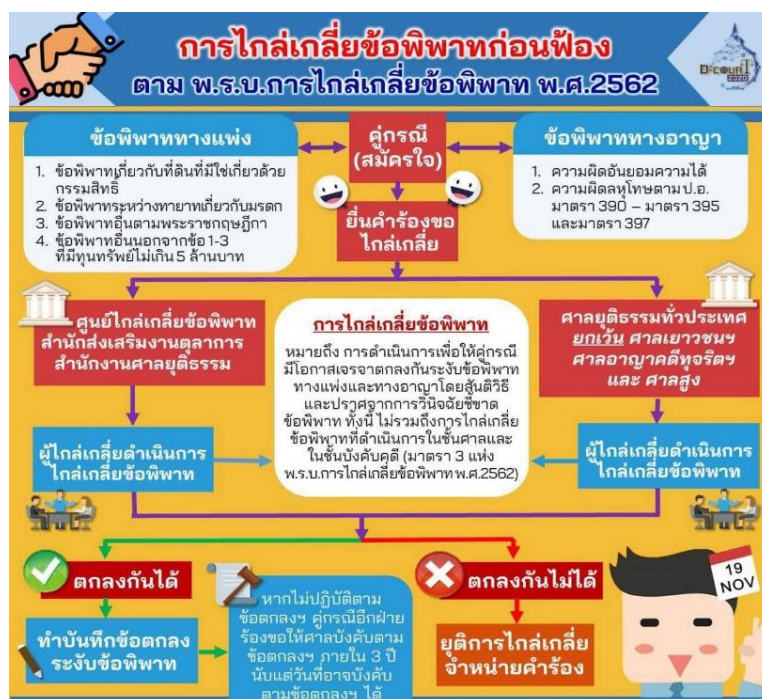 การไกล่เกลี่ยข้อพิพาทก่อนฟ้อง
ตาม พ.ร.บ.การไกล่เกลี่ยข้อพิพาท พ.ศ.2562
D-COURT
2020
ข้อพิพาททางแพ่ง
1. ข้อพิพาทเกี่ยวกับที่ดินที่มิใช่เกี่ยวด้วย
กรรมสิทธิ์
2. ข้อพิพาทระหว่างทายาทเกี่ยวกับมรดก
3. ข้อพิพาทอื่นตามพระราชกฤษฎีกา
4. ข้อพิพาทอื่นนอกจากข้อ 1-3
ที่มีทุนทรัพย์ไม่เกิน 5 ล้านบาท
คู่กรณี
(สมัครใจ)
ข้อพิพาททางอาญา
1. ความผิดอันยอมความได้
2. ความผิดลหุโทษตามป.อ.
มาตรา 390 – มาตรา 395
และมาตรา 397
ยื่นคำร้องขอ
ไกล่เกลี่ย
ศูนย์ไกล่เกลี่ยข้อพิพาท
สำนักส่งเสริมงานตุลาการ
สำนักงานศาลยุติธรรม
การไกล่เกลี่ยข้อพิพาท
หมายถึง การดำเนินการเพื่อให้คู่กรณี
มีโอกาสเจรจาตกลงกันระงับข้อพิพาท
ทางแพ่งและทางอาญาโดยสันติวิธี
และปราศจากการวินิจฉัยชี้ขาด
ข้อพิพาท ทั้งนี้ ไม่รวมถึงการไกล่เกลี่ย
ข้อพิพาทที่ดำเนินการในชั้นศาลและ
ในชั้นบังคับคดี (มาตรา 3 แห่ง
พ.ร.บ.การไกล่เกลี่ยข้อพิพาท พ.ศ.2562)
ศาลยุติธรรมทั่วประเทศ
ยกเว้น ศาลเยาวชนฯ
ศาลอาญาคดีทุจริตฯ
และ ศาลสูง
ผู้ไกล่เกลี่ยดำเนินการ
ไกล่เกลี่ยข้อพิพาท
ผู้ไกล่เกลี่ยดำเนินการ
ไกล่เกลี่ยข้อพิพาท
ตกลงกันได้
ทำบันทึกข้อตกลง
ระงับข้อพิพาท
หากไม่ปฏิบัติตาม
ข้อตกลงฯ คู่กรณีอีกฝ่าย
ร้องขอให้ศาลบังคับตาม
ข้อตกลงฯ ภายใน 3 ปี
นับแต่วันที่อาจบังคับ
ตามข้อตกลงฯ ได้
ตกลงกันไม่ได้
ยุติการไกล่เกลี่ย
จำหน่ายคำร้อง
19
NOV